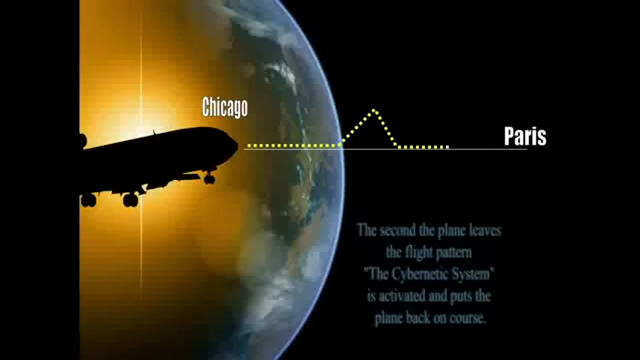 Chicago
Paris
The second the plane leaves
the flight pattern
"The Cybernetic System"
is activated and puts the
plane back on course.